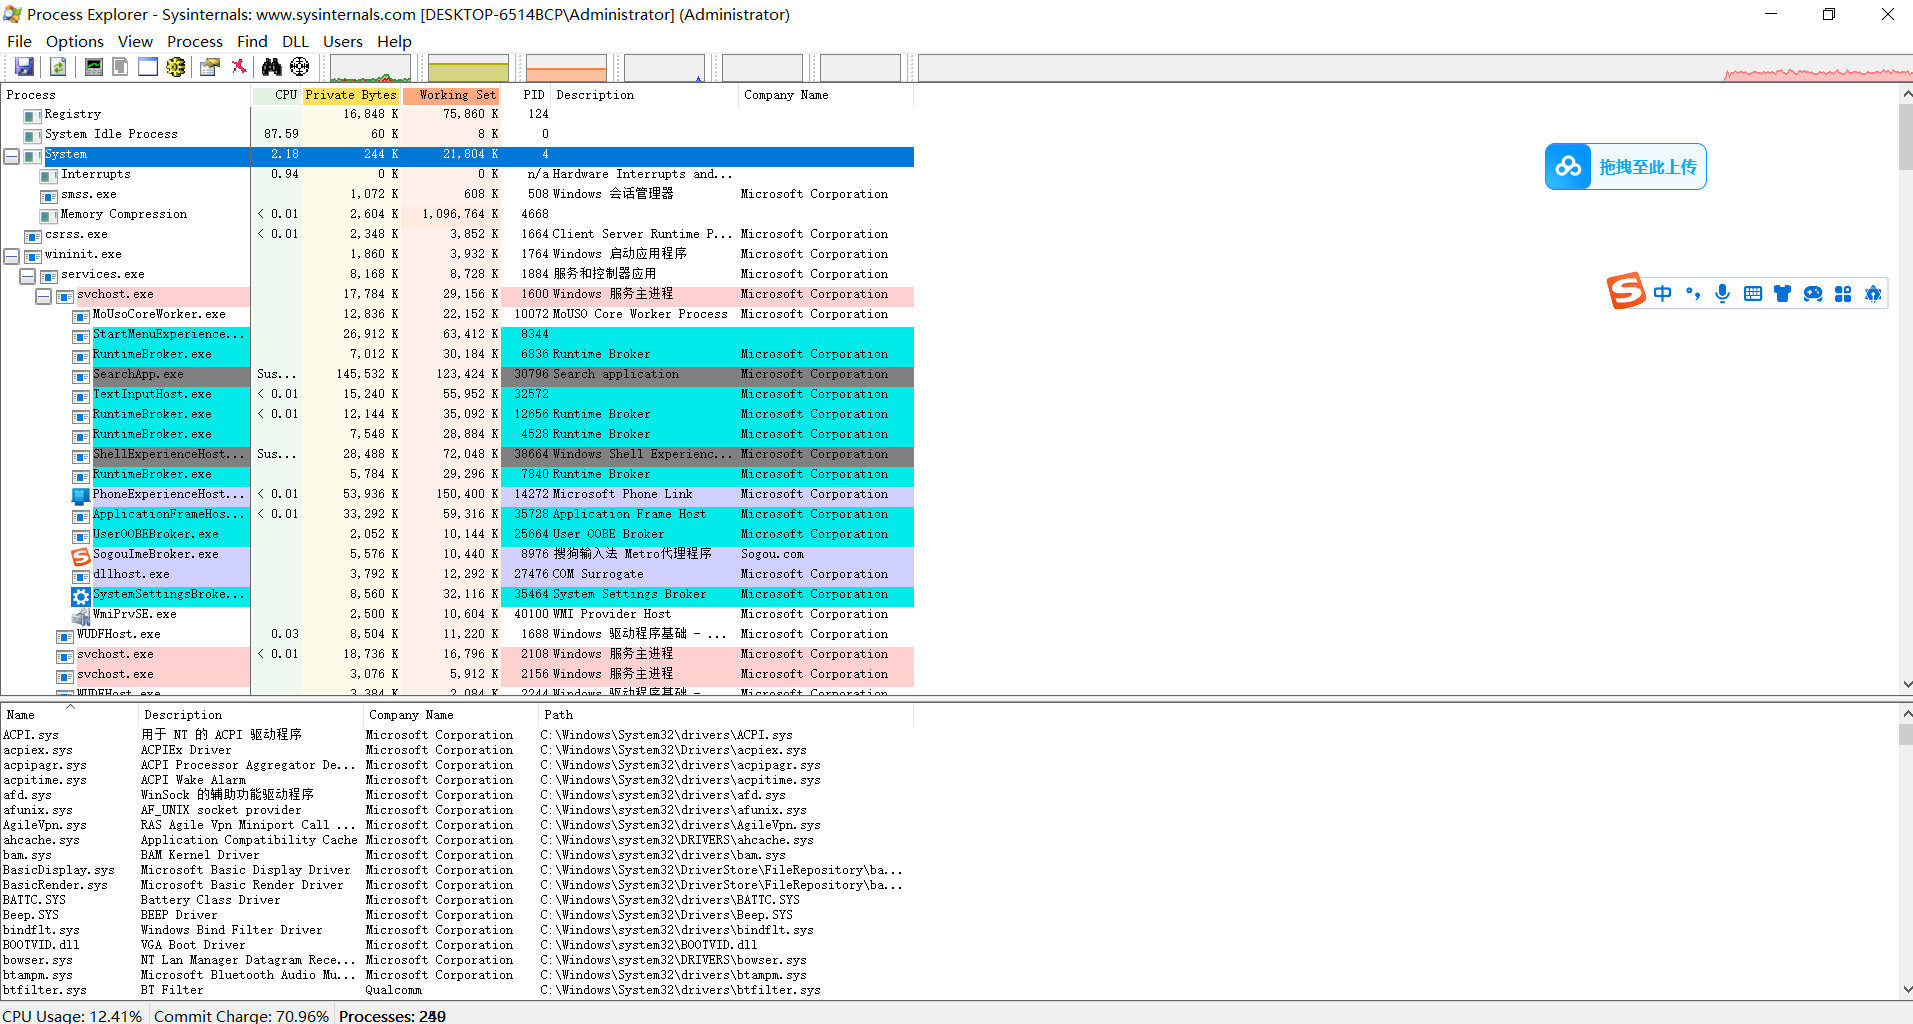 Process Explorer - Sysinternals: www.sysinternals.com [DESKTOP-6514BCP\Administrator] (Administrator)
File Options View Process Find DLL Users Help
Process CPU Private Bytes Working Set PID Description Company Name
Registry 16,848 K 75,860 K 124
System Idle Process 87.59 60 K 8 K 0
System 2.18 244 K 21,804 K 4
Interrupts 0.94 0 K 0 K n/a Hardware Interrupts and...
smss.exe 1,072 K 608 K 508 Windows 会话管理器 Microsoft Corporation
Memory Compression < 0.01 2,604 K 1,096,764 K 4668
csrss.exe < 0.01 2,348 K 3,852 K 1664 Client Server Runtime P... Microsoft Corporation
wininit.exe 1,860 K 3,932 K 1764 Windows 启动应用程序 Microsoft Corporation
services.exe 8,168 K 8,728 K 1884 服务和控制器应用 Microsoft Corporation
svchost.exe 17,784 K 29,156 K 1600 Windows 服务主进程 Microsoft Corporation
MoUsoCoreWorker.exe 12,836 K 22,152 K 10072 MoUSO Core Worker Process Microsoft Corporation
StartMenuExperience... 26,912 K 63,412 K 8344
RuntimeBroker.exe 7,012 K 30,184 K 6836 Runtime Broker Microsoft Corporation
SearchApp.exe Sus... 145,532 K 123,424 K 30796 Search application Microsoft Corporation
TextInputHost.exe < 0.01 15,240 K 55,952 K 32572 Microsoft Corporation
RuntimeBroker.exe < 0.01 12,144 K 35,092 K 12656 Runtime Broker Microsoft Corporation
RuntimeBroker.exe 7,548 K 28,884 K 4528 Runtime Broker Microsoft Corporation
ShellExperienceHost... Sus... 28,488 K 72,048 K 38664 Windows Shell Experienc... Microsoft Corporation
RuntimeBroker.exe 5,784 K 29,296 K 7840 Runtime Broker Microsoft Corporation
PhoneExperienceHost... < 0.01 53,936 K 150,400 K 14272 Microsoft Phone Link Microsoft Corporation
ApplicationFrameHos... < 0.01 33,292 K 59,316 K 35728 Application Frame Host Microsoft Corporation
UserOOBEBroker.exe 2,052 K 10,144 K 25664 User OOBE Broker Microsoft Corporation
SogouImeBroker.exe 5,576 K 10,440 K 8976 搜狗输入法 Metro代理程序 Sogou.com
dllhost.exe 3,792 K 12,292 K 27476 COM Surrogate Microsoft Corporation
SystemSettingsBroke... 8,560 K 32,116 K 35464 System Settings Broker Microsoft Corporation
WmiPrvSE.exe 2,500 K 10,604 K 40100 WMI Provider Host Microsoft Corporation
WUDFHost.exe 0.03 8,504 K 11,220 K 1688 Windows 驱动程序基础 - ... Microsoft Corporation
svchost.exe < 0.01 18,736 K 16,796 K 2108 Windows 服务主进程 Microsoft Corporation
svchost.exe 3,076 K 5,912 K 2156 Windows 服务主进程 Microsoft Corporation
WUDFHost.exe 3,384 K 2,084 K 2244 Windows 驱动程序基础 - Microsoft Corporation
拖拽至此上传
中
Name Description Company Name Path
ACPI.sys 用于 NT 的 ACPI 驱动程序 Microsoft Corporation C:\Windows\System32\drivers\ACPI.sys
acpiex.sys ACPIEx Driver Microsoft Corporation C:\Windows\System32\drivers\acpiex.sys
acpipagr.sys ACPI Processor Aggregator De... Microsoft Corporation C:\Windows\System32\drivers\acpipagr.sys
acpitime.sys ACPI Wake Alarm Microsoft Corporation C:\Windows\System32\drivers\acpitime.sys
afd.sys WinSock 的辅助功能驱动程序 Microsoft Corporation C:\Windows\System32\drivers\afd.sys
afunix.sys AF_UNIX socket provider Microsoft Corporation C:\Windows\System32\drivers\afunix.sys
AgileVpn.sys RAS Agile Vpn Miniport Call ... Microsoft Corporation C:\Windows\System32\drivers\AgileVpn.sys
ahcache.sys Application Compatibility Cache Microsoft Corporation C:\Windows\system32\DRIVERS\ahcache.sys
bam.sys BAM Kernel Driver Microsoft Corporation C:\Windows\system32\drivers\bam.sys
BasicDisplay.sys Microsoft Basic Display Driver Microsoft Corporation C:\Windows\System32\DriverStore\FileRepository\ba...
BasicRender.sys Microsoft Basic Render Driver Microsoft Corporation C:\Windows\System32\DriverStore\FileRepository\ba...
BATTC.SYS Battery Class Driver Microsoft Corporation C:\Windows\System32\drivers\BATTC.SYS
Beep.SYS BEEP Driver Microsoft Corporation C:\Windows\System32\Drivers\Beep.SYS
bindflt.sys Windows Bind Filter Driver Microsoft Corporation C:\Windows\system32\drivers\bindflt.sys
BOOTVID.dll VGA Boot Driver Microsoft Corporation C:\Windows\system32\BOOTVID.dll
bowser.sys NT Lan Manager Datagram Rece... Microsoft Corporation C:\Windows\system32\DRIVERS\bowser.sys
btampm.sys Microsoft Bluetooth Audio Mu... Microsoft Corporation C:\Windows\System32\drivers\btampm.sys
btfilter.sys BT Filter Qualcomm C:\Windows\System32\drivers\btfilter.sys
CPU Usage: 12.41% Commit Charge: 70.96% Processes: